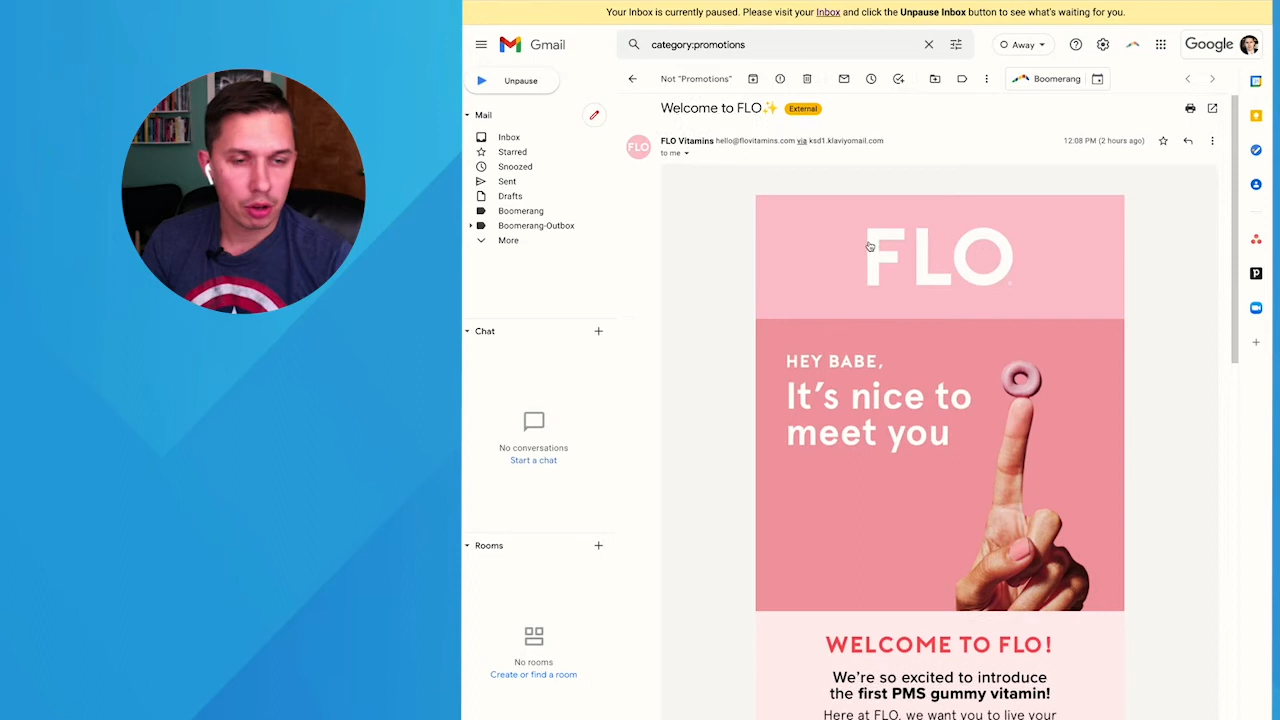 Your Inbox is currently paused. Please visit your Inbox and click the Unpause Inbox button to see what's waiting for you.
Gmail
category:promotions
Away
Google
Unpause
Not "Promotions"
Boomerang
Mail
Inbox
Starred
Snoozed
Sent
Drafts
Boomerang
Boomerang-Outbox
More
Chat
No conversations
Start a chat
Rooms
No rooms
Create or find a room
Welcome to FLO✨ External
FLO
FLO Vitamins hello@flovitamins.com via ksd1.klaviyomail.com
12:08 PM (2 hours ago)
to me
FLO
HEY BABE,
It's nice to
meet you
WELCOME TO FLO!
We're so excited to introduce
the first PMS gummy vitamin!
Here at FLO, we want you to live your